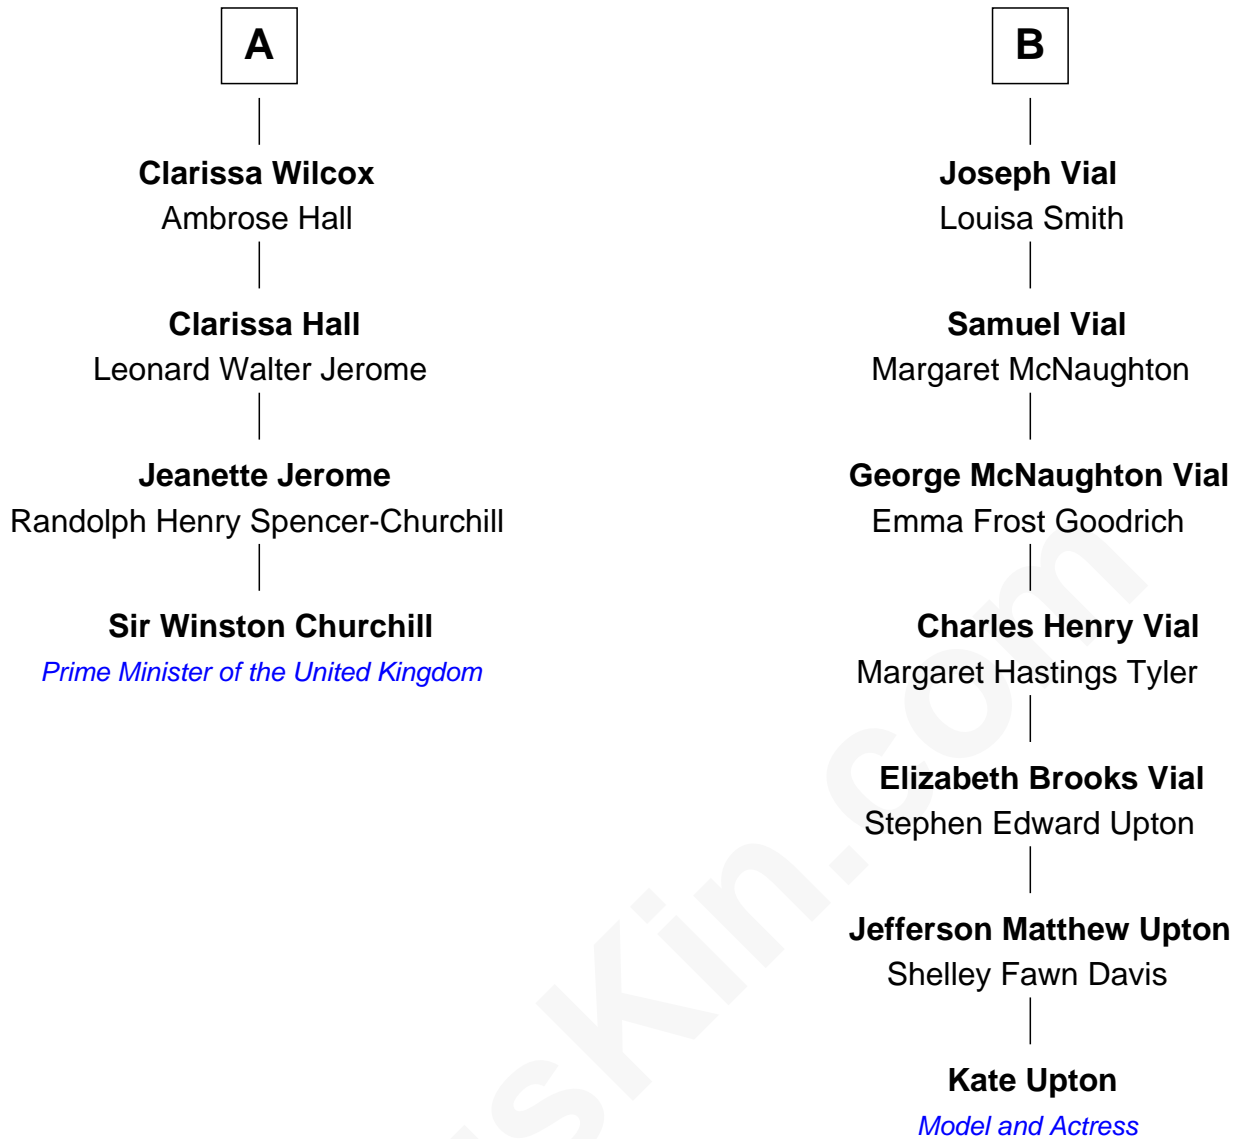 A
Clarissa Wilcox
Ambrose Hall
Clarissa Hall
Leonard Walter Jerome
Jeanette Jerome
Randolph Henry Spencer-Churchill
Sir Winston Churchill
Prime Minister of the United Kingdom
B
Joseph Vial
Louisa Smith
Samuel Vial
Margaret McNaughton
George McNaughton Vial
Emma Frost Goodrich
Charles Henry Vial
Margaret Hastings Tyler
Elizabeth Brooks Vial
Stephen Edward Upton
Jefferson Matthew Upton
Shelley Fawn Davis
Kate Upton
Model and Actress
sKin.com